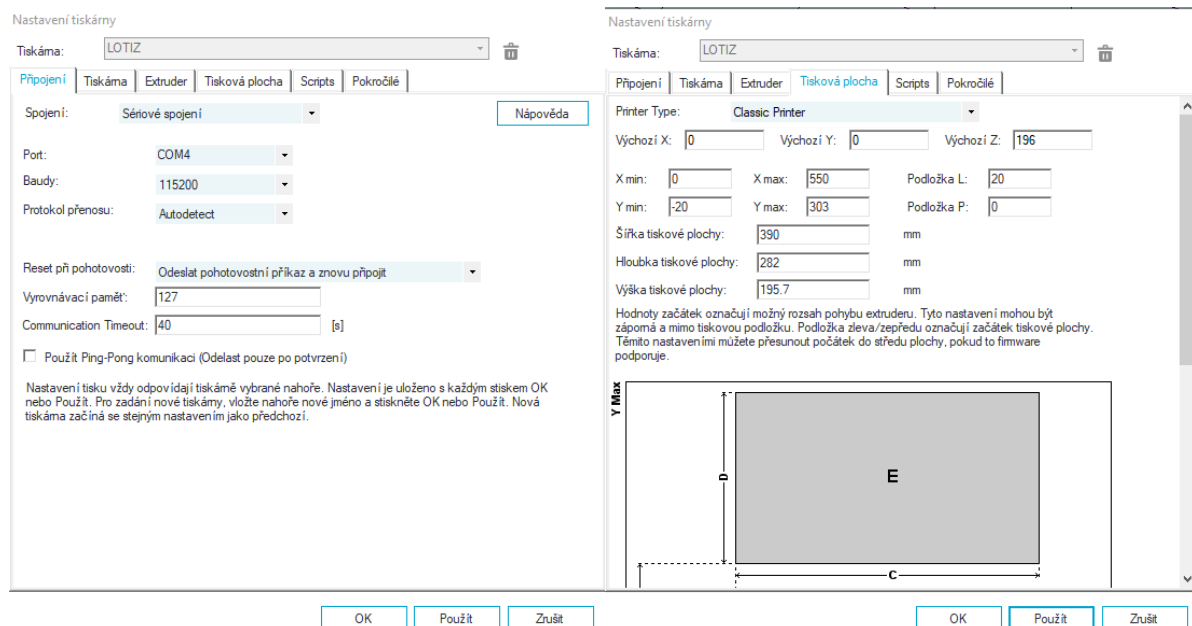 Nastavení tiskárny
Tiskárna: LOTIZ
Připojení Tiskárna Extruder Tisková plocha Scripts Pokročilé
Spojení: Sériové spojení Nápověda
Port: COM4
Baudy: 115200
Protokol přenosu: Autodetect
Reset při pohotovosti: Odeslat pohotovostní příkaz a znovu připojit
Vyrovnávací paměť: 127
Communication Timeout: 40 [s]
Použít Ping-Pong komunikaci (Odelast pouze po potvrzení)
Nastavení tisku vždy odpovídají tiskárně vybrané nahoře. Nastavení je uloženo s každým stiskem OK
nebo Použít. Pro zadání nové tiskárny, vložte nahoře nové jméno a stiskněte OK nebo Použít. Nová
tiskárna začíná se stejným nastavením jako předchozí.
OK Použít Zrušit
Nastavení tiskárny
Tiskárna: LOTIZ
Připojení Tiskárna Extruder Tisková plocha Scripts Pokročilé
Printer Type: Classic Printer
Výchozí X: 0 Výchozí Y: 0 Výchozí Z: 196
X min: 0 X max: 550 Podložka L: 20
Y min: -20 Y max: 303 Podložka P: 0
Šířka tiskové plochy: 390 mm
Hloubka tiskové plochy: 282 mm
Výška tiskové plochy: 195.7 mm
Hodnoty začátek označují možný rozsah pohybu extruderu. Tyto nastavení mohou být
záporná a mimo tiskovou podložku. Podložka zleva/zepředu označují začátek tiskové plochy.
Těmito nastaveními můžete přesunout počátek do středu plochy, pokud to firmware
podporuje.
Y Max
D
E
C
OK Použít Zrušit